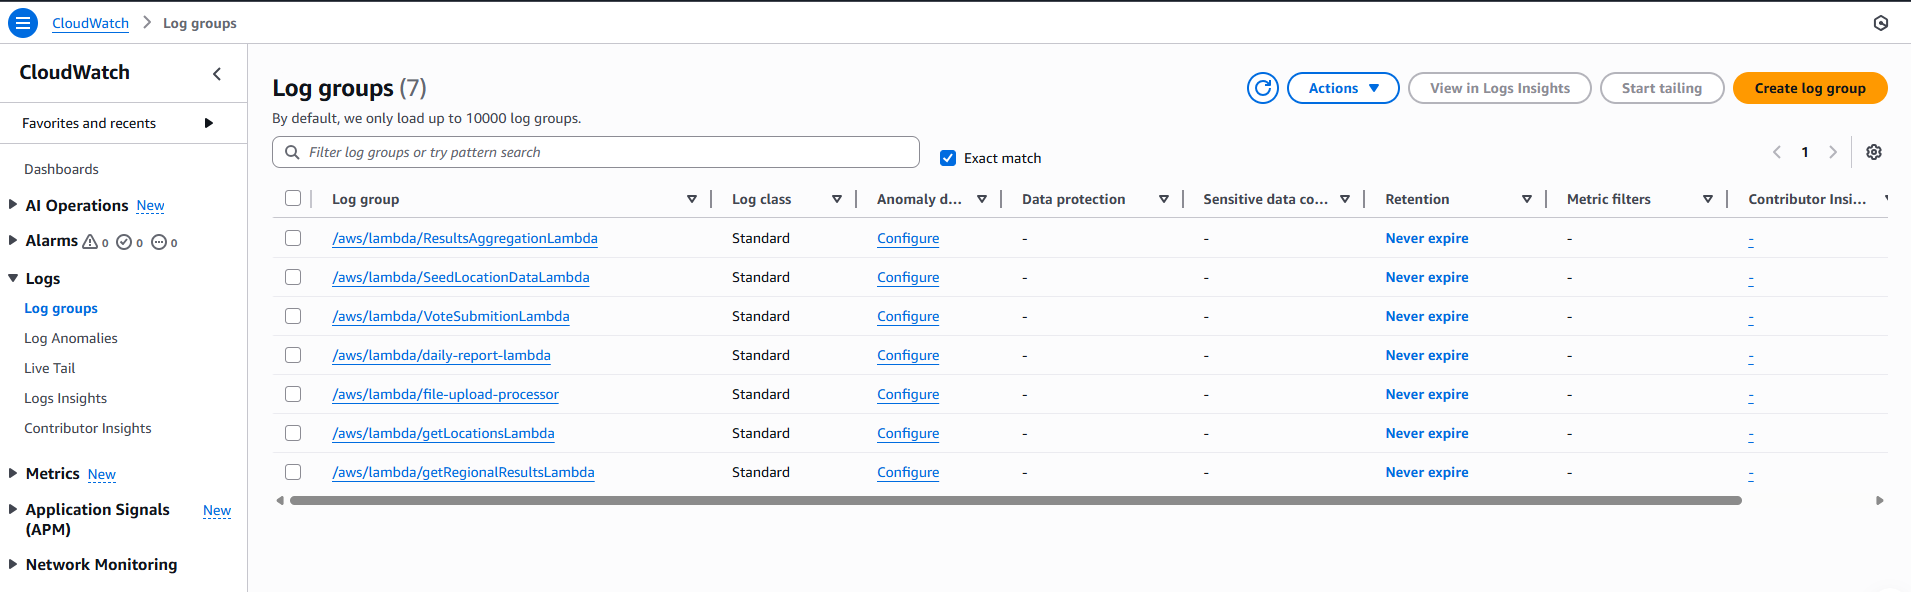 CloudWatch > Log groups
CloudWatch
Favorites and recents
Dashboards
AI Operations New
Alarms 0 0 0
Logs
Log groups
Log Anomalies
Live Tail
Logs Insights
Contributor Insights
Metrics New
Application Signals (APM) New
Network Monitoring
Log groups (7)
Actions View in Logs Insights Start tailing Create log group
By default, we only load up to 10000 log groups.
Filter log groups or try pattern search
Exact match
1
Log group Log class Anomaly d... Data protection Sensitive data co... Retention Metric filters Contributor Insi...
/aws/lambda/ResultsAggregationLambda Standard Configure - - Never expire - -
/aws/lambda/SeedLocationDataLambda Standard Configure - - Never expire - -
/aws/lambda/VoteSubmitionLambda Standard Configure - - Never expire - -
/aws/lambda/daily-report-lambda Standard Configure - - Never expire - -
/aws/lambda/file-upload-processor Standard Configure - - Never expire - -
/aws/lambda/getLocationsLambda Standard Configure - - Never expire - -
/aws/lambda/getRegionalResultsLambda Standard Configure - - Never expire - -